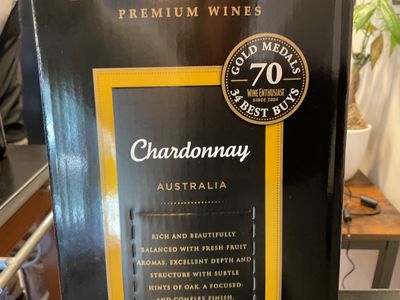 PREMIUM WINES
GOLD MEDALS
70
WINE ENTHUSIAST
SINCE 2004
34 BEST BUYS
Chardonnay
AUSTRALIA
RICH AND BEAUTIFULLY
BALANCED WITH FRESH FRUIT
AROMAS, EXCELLENT DEPTH AND
STRUCTURE WITH SUBTLE
HINTS OF OAK, A FOCUSED
AND COMPLEX FINISH.